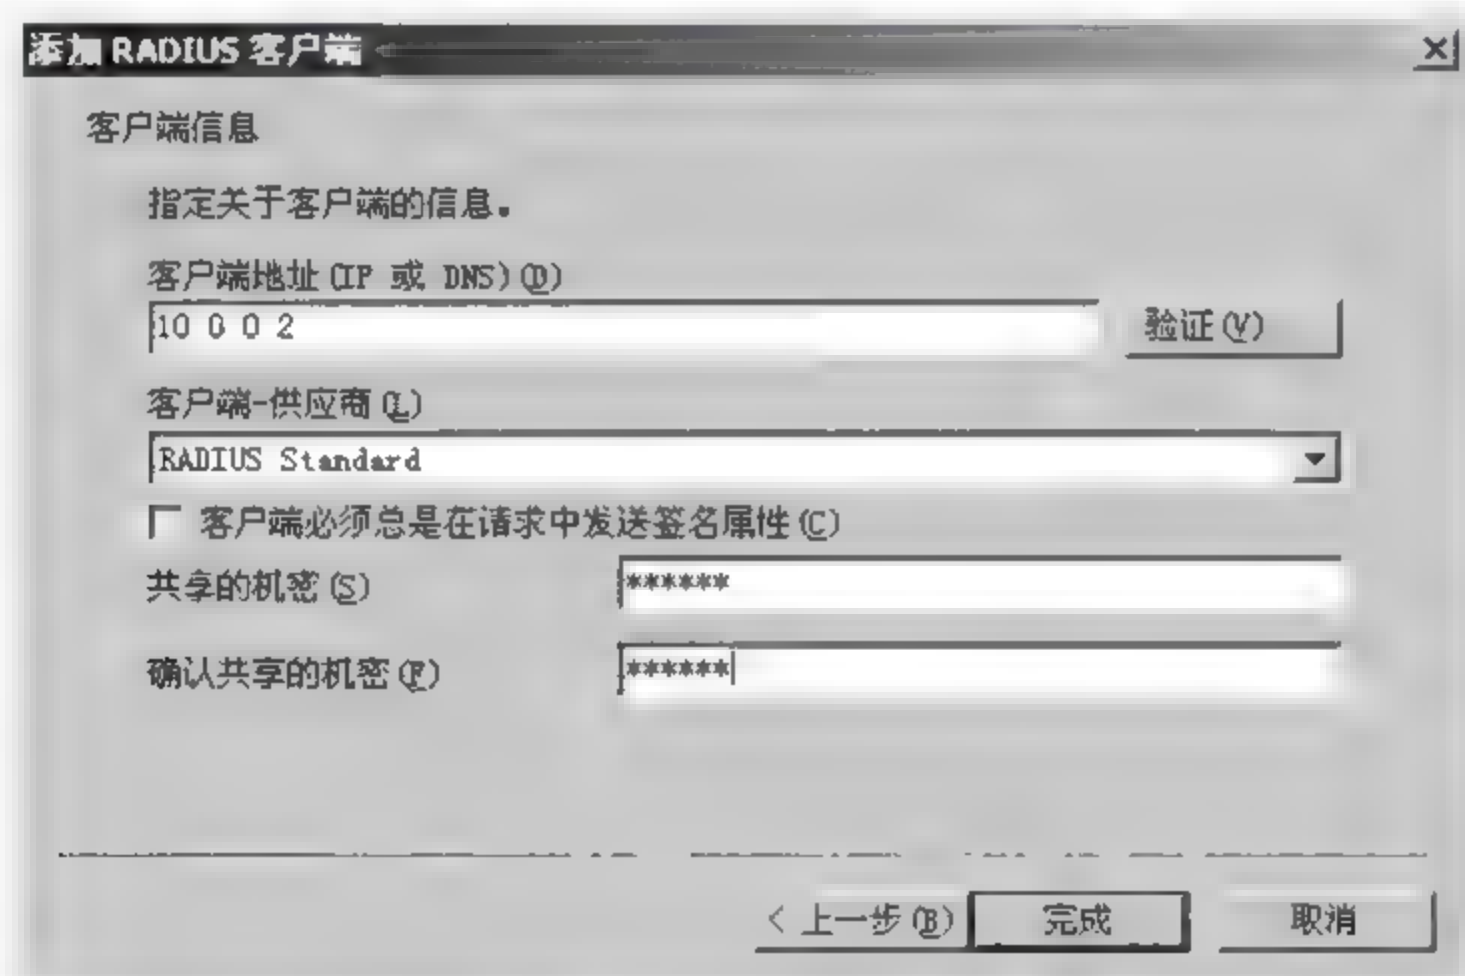 添加 RADIUS 客户端
客户端信息
指定关于客户端的信息。
客户端地址(IP 或 DNS)(D)
10 0 0 2
验证(V)
客户端-供应商(L)
RADIUS Standard
客户端必须总是在请求中发送签名属性(C)
共享的机密(S)
******
确认共享的机密(F)
******
< 上一步(B)
完成
取消